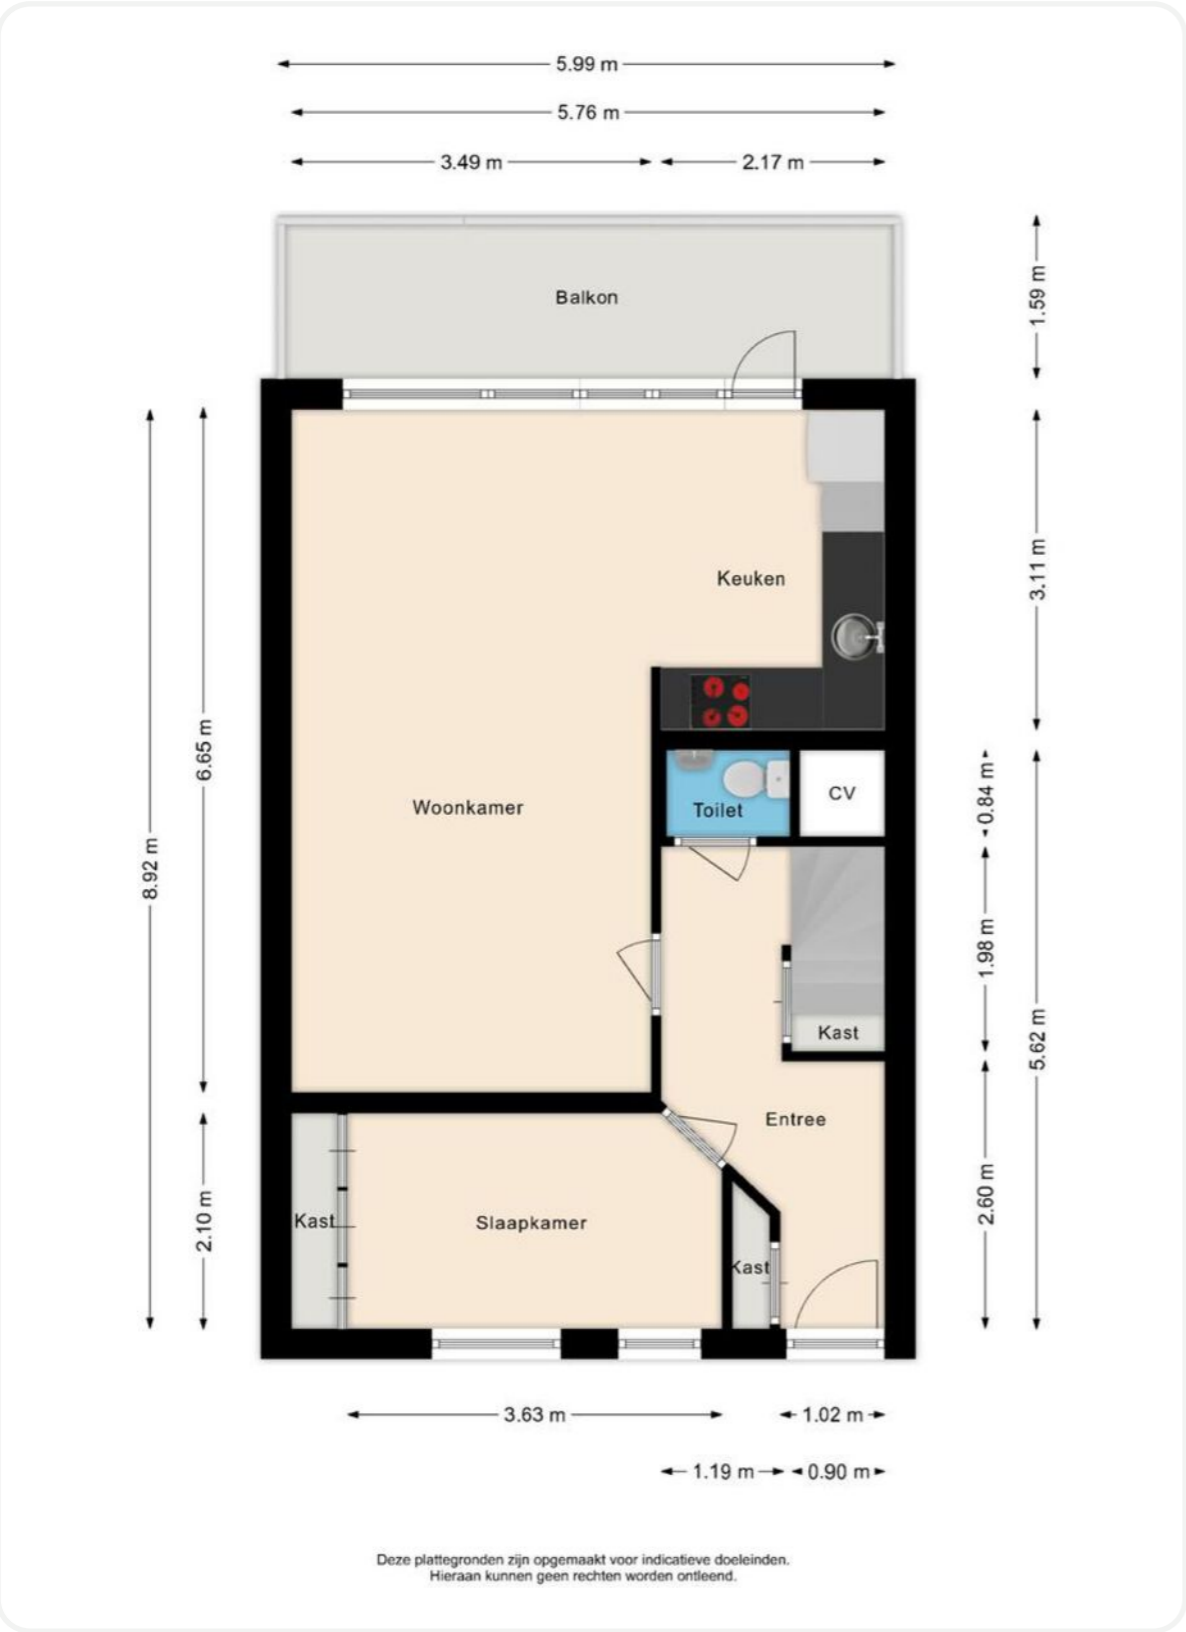 5.99 m
5.76 m
3.49 m
2.17 m
Balkon
1.59 m
Keuken
3.11 m
6.65 m
8.92 m
Woonkamer
Toilet
CV
0.84 m
1.98 m
Kast
5.62 m
Entree
2.10 m
Kast
Slaapkamer
Kast
2.60 m
3.63 m
1.02 m
1.19 m
0.90 m
Deze plattegronden zijn opgemaakt voor indicatieve doeleinden.
Hieraan kunnen geen rechten worden ontleend.